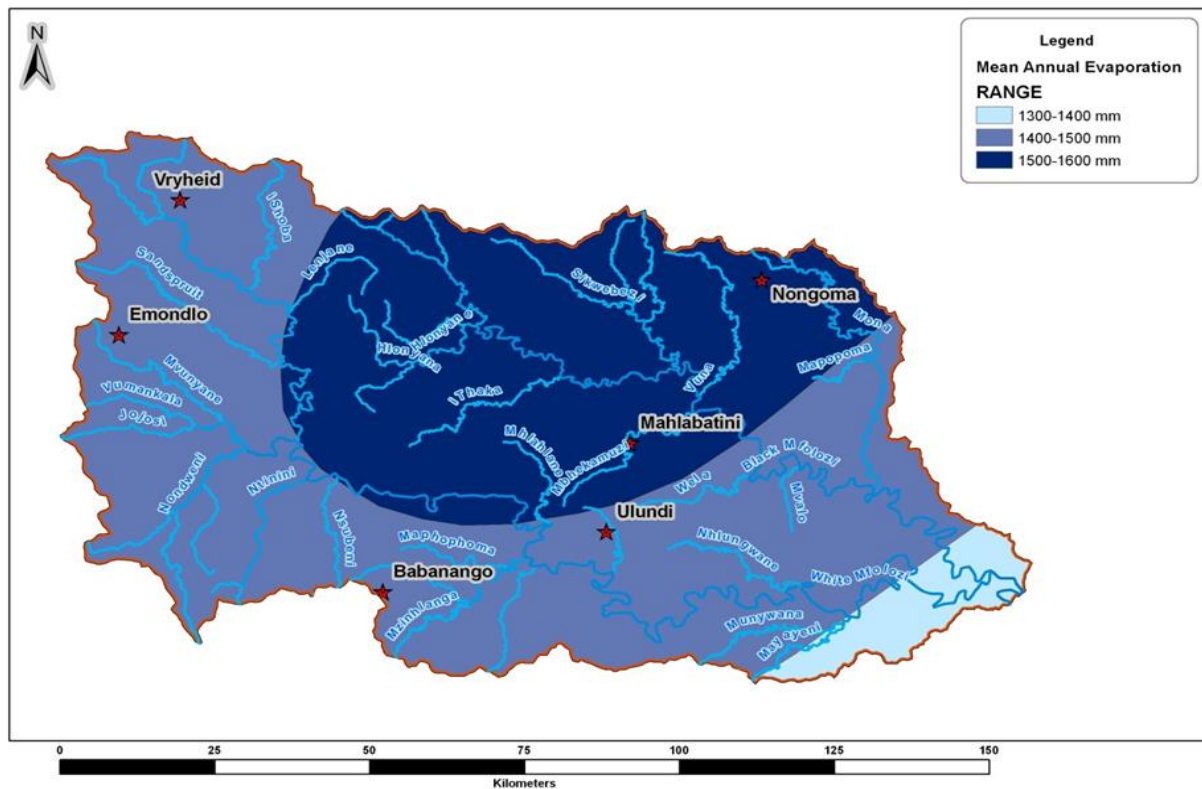 N
Legend
Mean Annual Evaporation
RANGE
1300-1400 mm
1400-1500 mm
1500-1600 mm
Vryheid
IShoba
Lenjane
Sandspruit
Sikwebezi
Nongoma
Emondlo
Mona
Hlonyane
Hlonyana
Mapopoma
Mvunyane
Vumankala
Jojosi
IThaka
Vuna
Mahlabatini
Mhlahlane
Mbhekamuzi
Black Mfolozi
Wela
Nondweni
Ntinini
Mvalo
Ulundi
Nsubeni
Maphophoma
Nhlungwane
Babanango
White Mfolozi
Mzinhlanga
Munywana
Mayayeni
0 25 50 75 100 125 150
Kilometers